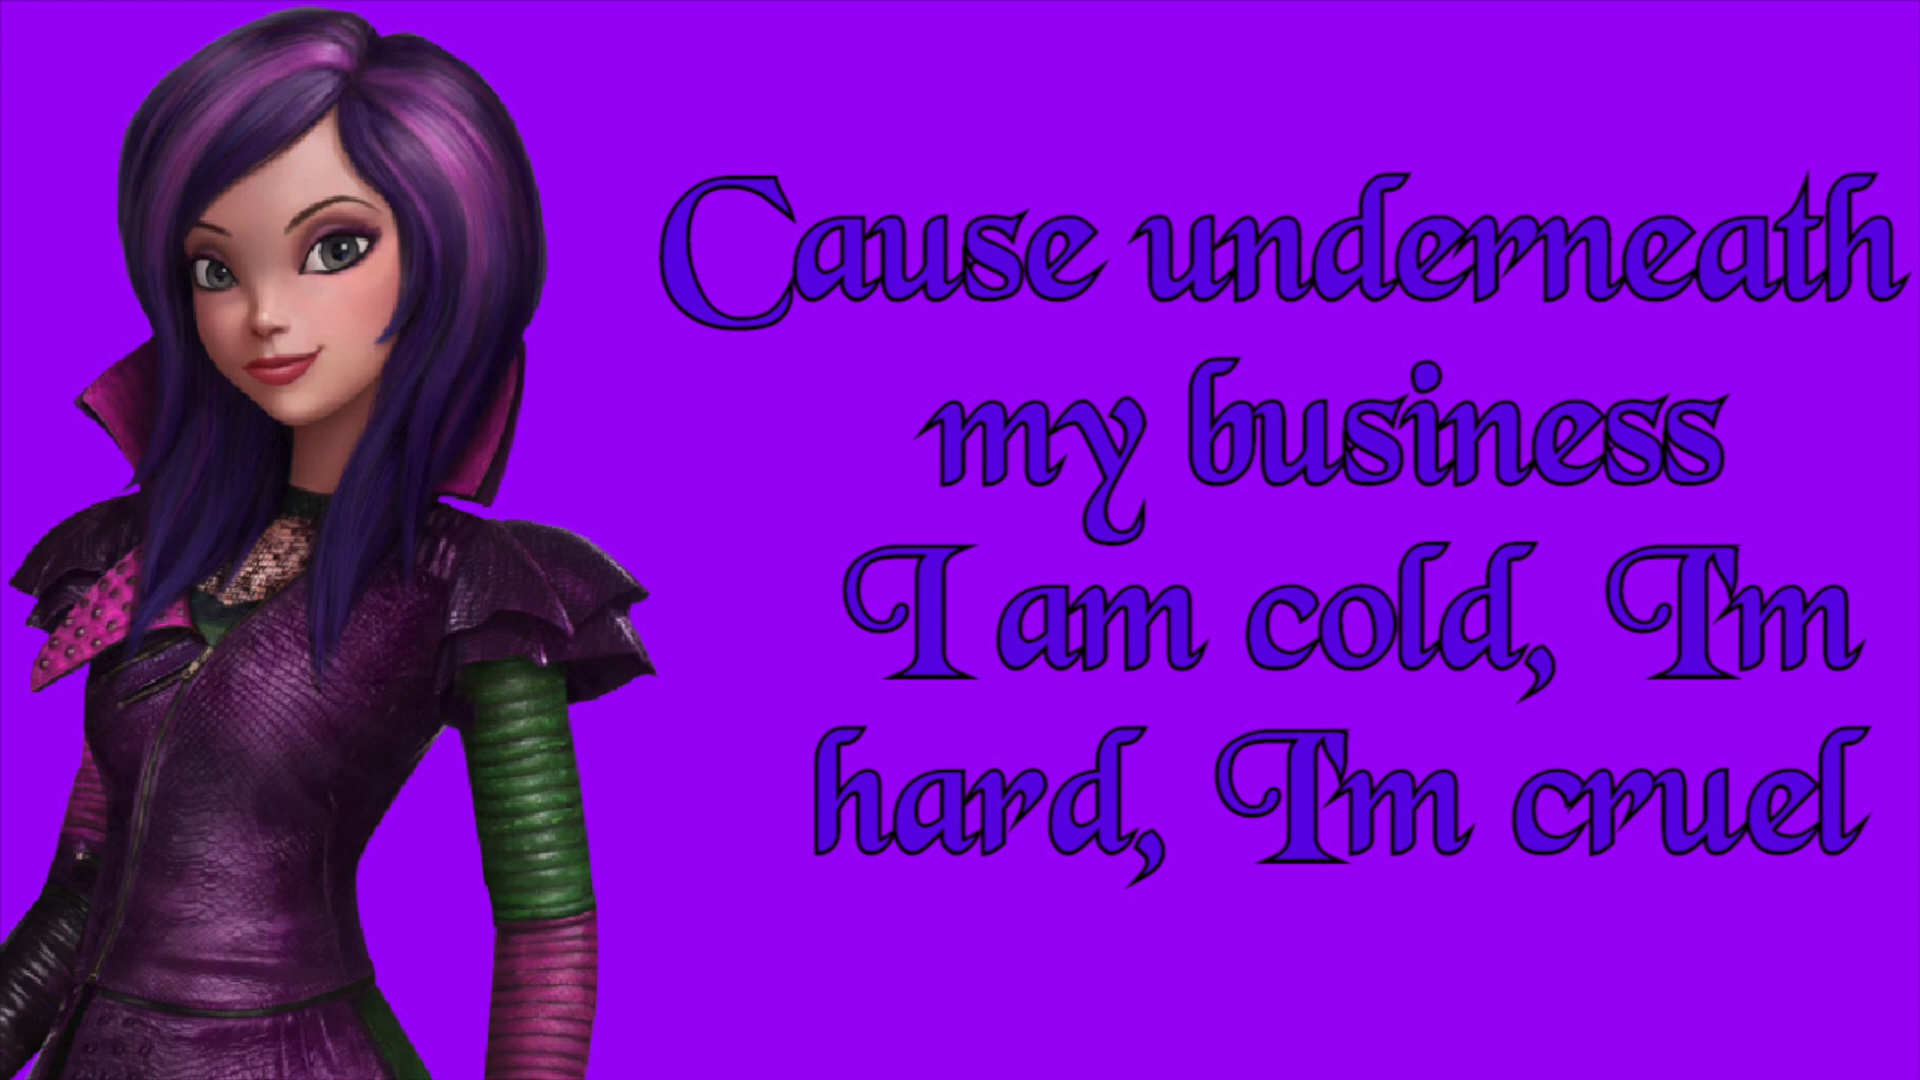 Cause underneath
my business
I am cold, I'm
hard, I'm cruel